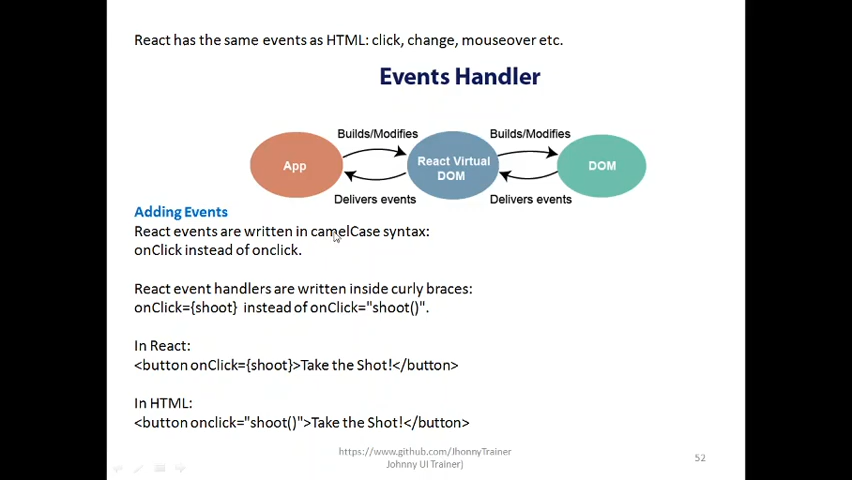 React has the same events as HTML: click, change, mouseover etc.
Events Handler
Builds/Modifies
Builds/Modifies
App
React Virtual
DOM
DOM
Delivers events
Delivers events
Adding Events
React events are written in camelCase syntax:
onClick instead of onclick.
React event handlers are written inside curly braces:
onClick={shoot}  instead of onClick="shoot()".
In React:
<button onClick={shoot}>Take the Shot!</button>
In HTML:
<button onclick="shoot()">Take the Shot!</button>
https://www.github.com/JhonnyTrainer
Johnny UI Trainer)
52